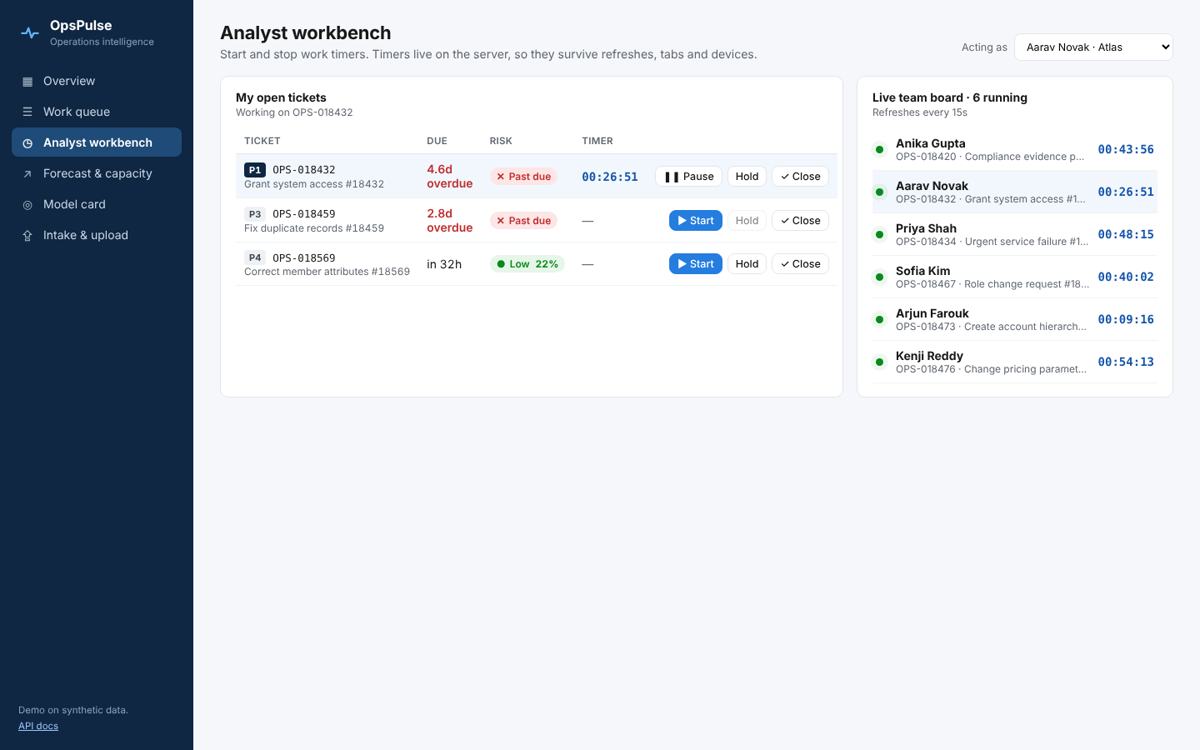 OpsPulse
Operations intelligence
Overview
Work queue
Analyst workbench
Forecast & capacity
Model card
Intake & upload
Demo on synthetic data.
API docs
Analyst workbench
Start and stop work timers. Timers live on the server, so they survive refreshes, tabs and devices.
Acting as Aarav Novak · Atlas
My open tickets
Working on OPS-018432
TICKET DUE RISK TIMER
P1 OPS-018432
Grant system access #18432
4.6d
overdue
✕ Past due
00:26:51
❚❚ Pause Hold ✓ Close
P3 OPS-018459
Fix duplicate records #18459
2.8d
overdue
✕ Past due
—
▶ Start Hold ✓ Close
P4 OPS-018569
Correct member attributes #18569
in 32h
● Low 22%
—
▶ Start Hold ✓ Close
Live team board · 6 running
Refreshes every 15s
Anika Gupta
OPS-018420 · Compliance evidence p...
00:43:56
Aarav Novak
OPS-018432 · Grant system access #1...
00:26:51
Priya Shah
OPS-018434 · Urgent service failure #1...
00:48:15
Sofia Kim
OPS-018467 · Role change request #18...
00:40:02
Arjun Farouk
OPS-018473 · Create account hierarch...
00:09:16
Kenji Reddy
OPS-018476 · Change pricing paramet...
00:54:13